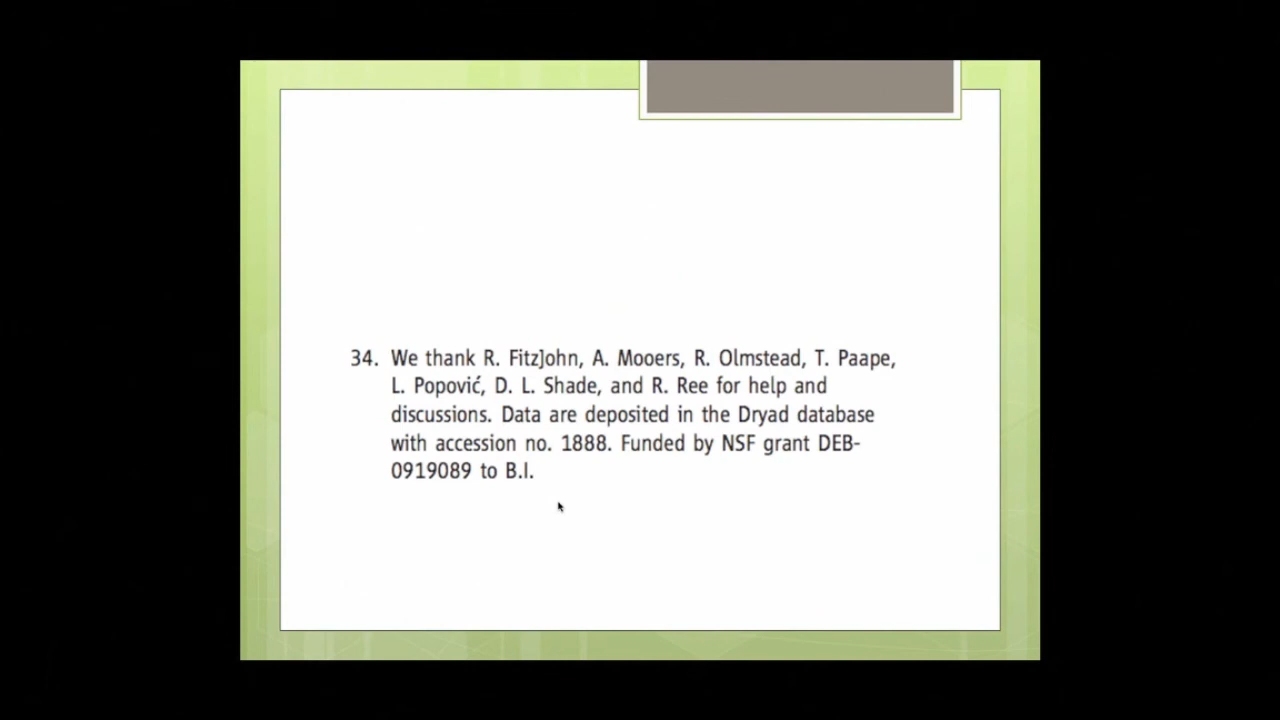 34. We thank R. FitzJohn, A. Mooers, R. Olmstead, T. Paape,
L. Popović, D. L. Shade, and R. Ree for help and
discussions. Data are deposited in the Dryad database
with accession no. 1888. Funded by NSF grant DEB-
0919089 to B.I.